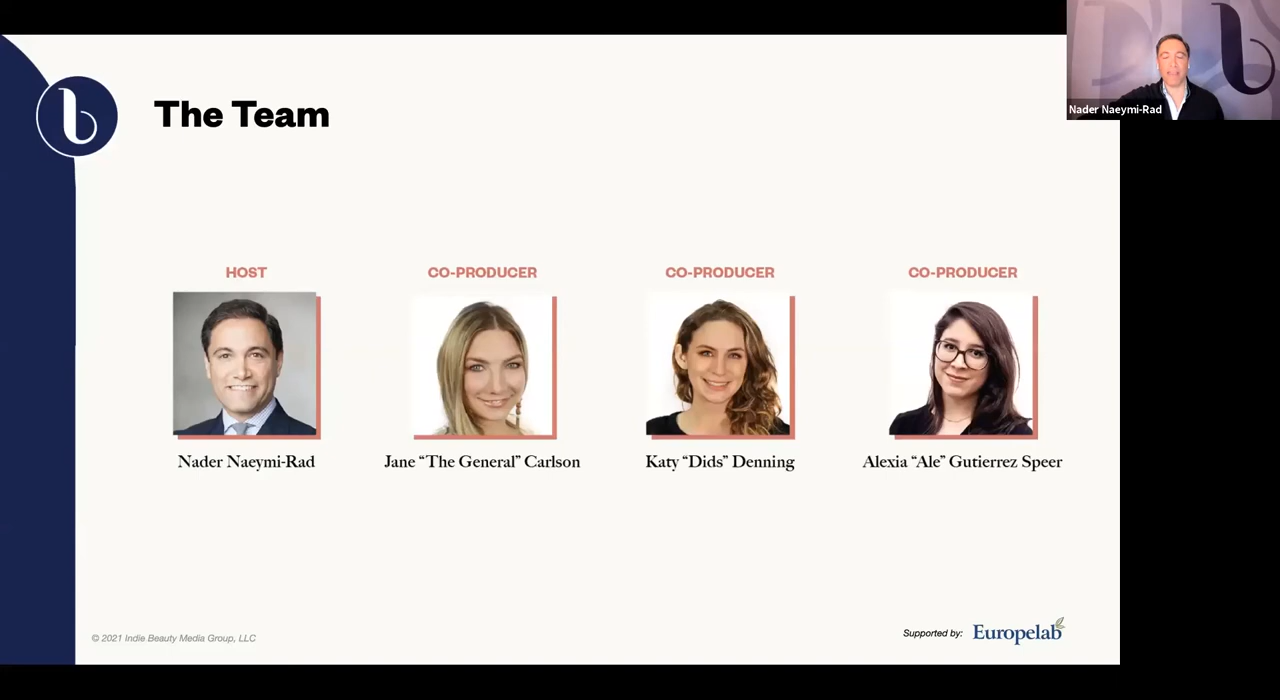 Nader Naeymi-Rad
The Team
HOST
CO-PRODUCER
CO-PRODUCER
CO-PRODUCER
Nader Naeymi-Rad
Jane “The General” Carlson
Katy “Dids” Denning
Alexia “Ale” Gutierrez Speer
© 2021 Indie Beauty Media Group, LLC
Supported by:
Europelab